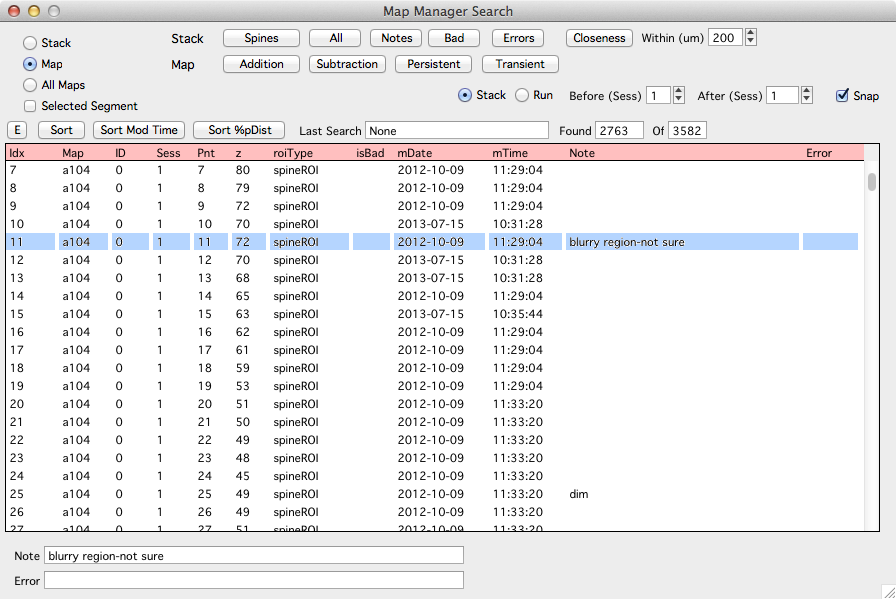 Map Manager Search
Stack
Map
All Maps
Selected Segment
Stack Spines All Notes Bad Errors Closeness Within (um) 200
Map Addition Subtraction Persistent Transient
Stack Run Before (Sess) 1 After (Sess) 1 Snap
E Sort Sort Mod Time Sort %pDist Last Search None Found 2763 Of 3582
Idx Map ID Sess Pnt z roiType isBad mDate mTime Note Error
7 a104 0 1 7 80 spineROI 2012-10-09 11:29:04
8 a104 0 1 8 79 spineROI 2012-10-09 11:29:04
9 a104 0 1 9 72 spineROI 2012-10-09 11:29:04
10 a104 0 1 10 70 spineROI 2013-07-15 10:31:28
11 a104 0 1 11 72 spineROI 2012-10-09 11:29:04 blurry region-not sure
12 a104 0 1 12 70 spineROI 2013-07-15 10:31:28
13 a104 0 1 13 68 spineROI 2013-07-15 10:31:28
14 a104 0 1 14 65 spineROI 2012-10-09 11:29:04
15 a104 0 1 15 63 spineROI 2013-07-15 10:35:44
16 a104 0 1 16 62 spineROI 2012-10-09 11:29:04
17 a104 0 1 17 61 spineROI 2012-10-09 11:29:04
18 a104 0 1 18 59 spineROI 2012-10-09 11:29:04
19 a104 0 1 19 53 spineROI 2012-10-09 11:29:04
20 a104 0 1 20 51 spineROI 2012-10-09 11:33:20
21 a104 0 1 21 50 spineROI 2012-10-09 11:33:20
22 a104 0 1 22 49 spineROI 2012-10-09 11:33:20
23 a104 0 1 23 48 spineROI 2012-10-09 11:33:20
24 a104 0 1 24 45 spineROI 2012-10-09 11:33:20
25 a104 0 1 25 49 spineROI 2012-10-09 11:33:20 dim
26 a104 0 1 26 49 spineROI 2012-10-09 11:33:20
27 a104 0 1 27 51 spineROI 2012-10-09 11:33:20
Note blurry region-not sure
Error